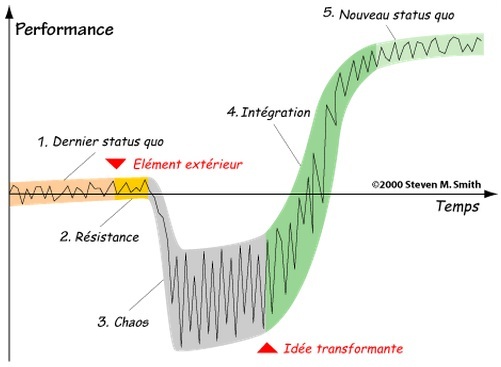 Performance
5. Nouveau status quo
4. Intégration
1. Dernier status quo
Elément extérieur
©2000 Steven M. Smith
Temps
2. Résistance
3. Chaos
Idée transformante